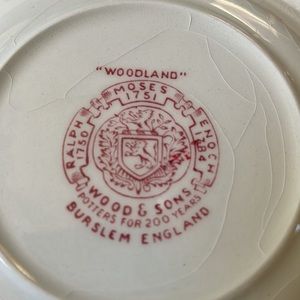 "WOODLAND"
RALPH 1750
MOSES 1751
ENOCH 1784
WOOD & SONS
POTTERS FOR 200 YEARS
BURSLEM ENGLAND